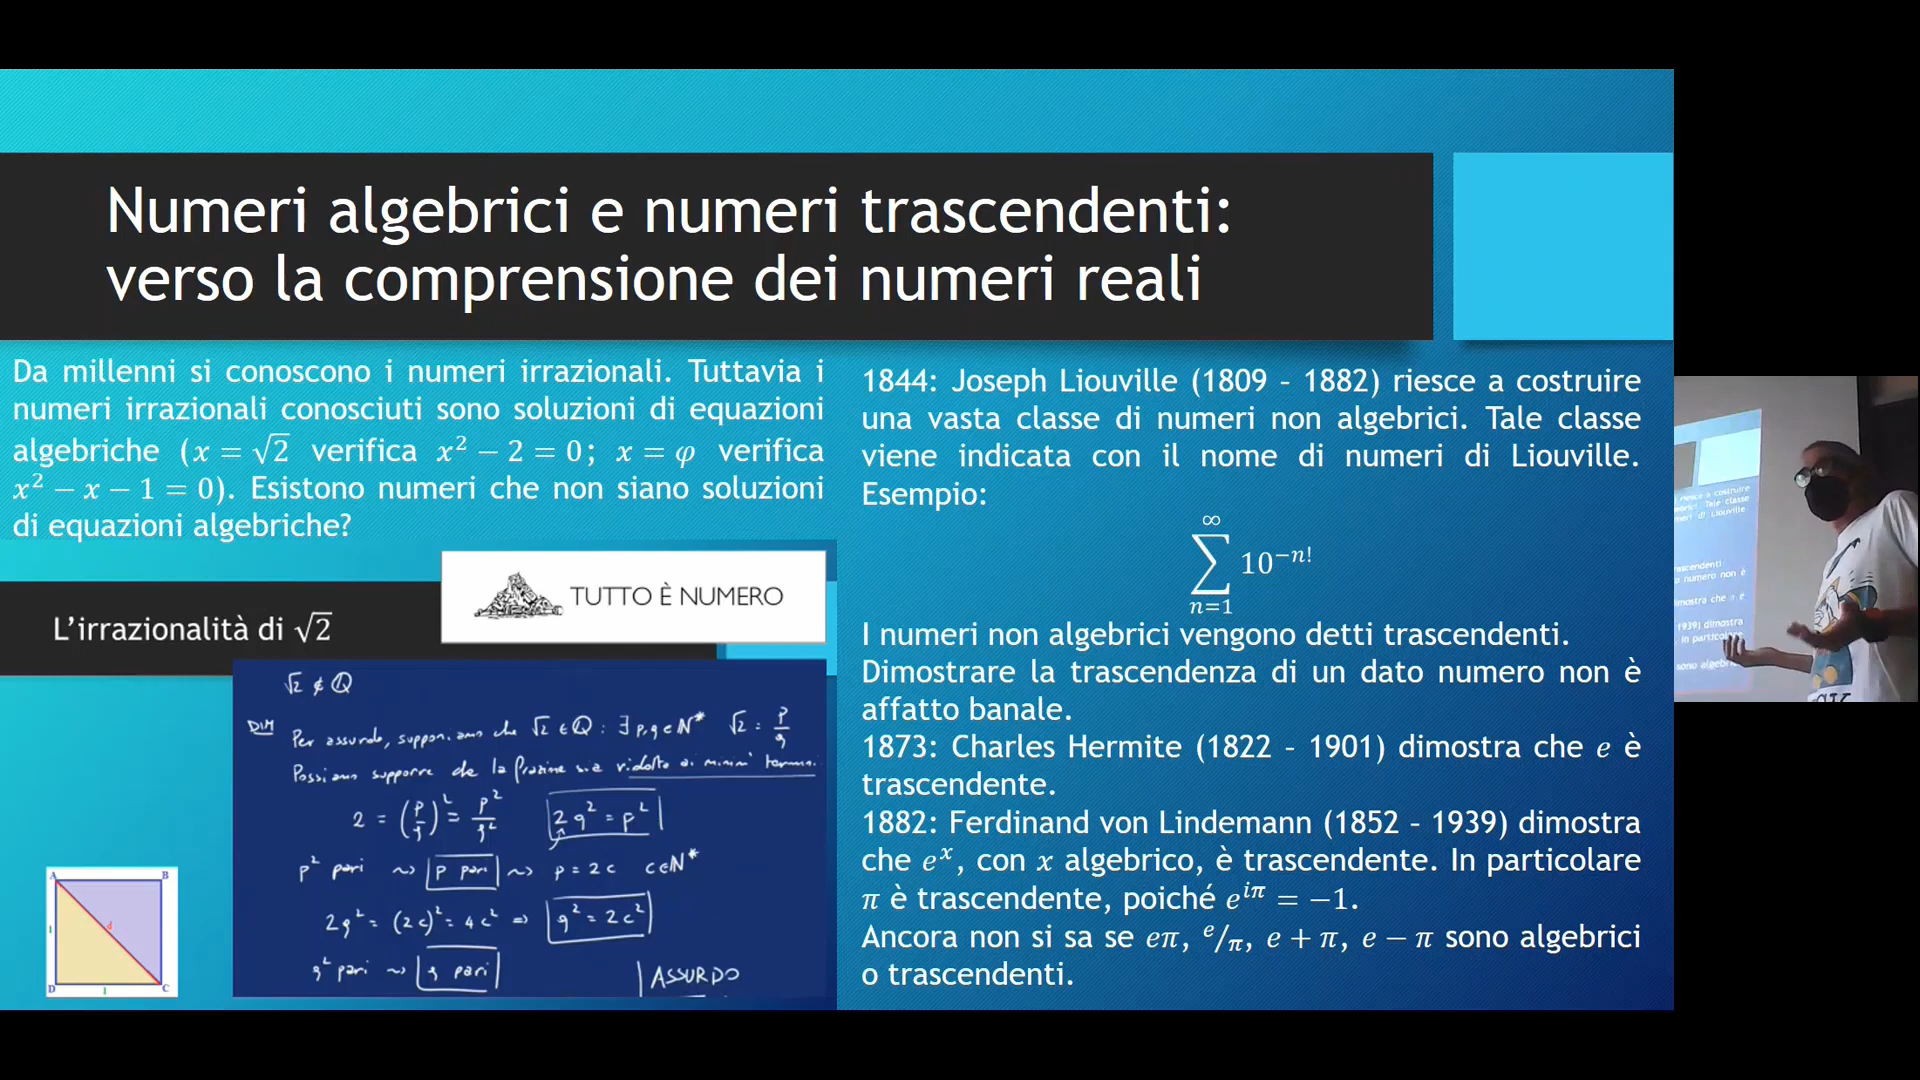 Numeri algebrici e numeri trascendenti:
verso la comprensione dei numeri reali
Da millenni si conoscono i numeri irrazionali. Tuttavia i
numeri irrazionali conosciuti sono soluzioni di equazioni
algebriche (x = √2 verifica x² − 2 = 0; x = φ verifica
x² − x − 1 = 0). Esistono numeri che non siano soluzioni
di equazioni algebriche?
L'irrazionalità di √2
TUTTO È NUMERO
√2 ∉ ℚ
DIM
Per assurdo, supponiamo che √2 ∈ ℚ : ∃ p,q ∈ ℕ* √2 = p/q
Possiamo supporre che la frazione sia ridotta ai minimi termini
2 = (p/q)² = p²/q² 2q² = p²
p² pari ⇝ p pari ⇝ p = 2c c∈ℕ*
2q² = (2c)² = 4c² ⇒ q² = 2c²
q² pari ⇝ q pari
ASSURDO
A
B
1
d
D
1
C
1844: Joseph Liouville (1809 – 1882) riesce a costruire
una vasta classe di numeri non algebrici. Tale classe
viene indicata con il nome di numeri di Liouville.
Esempio:
∞
∑ 10^{−n!}
n=1
I numeri non algebrici vengono detti trascendenti.
Dimostrare la trascendenza di un dato numero non è
affatto banale.
1873: Charles Hermite (1822 – 1901) dimostra che e è
trascendente.
1882: Ferdinand von Lindemann (1852 – 1939) dimostra
che eˣ, con x algebrico, è trascendente. In particolare
π è trascendente, poiché e^{iπ} = −1.
Ancora non si sa se eπ, e/π, e + π, e − π sono algebrici
o trascendenti.